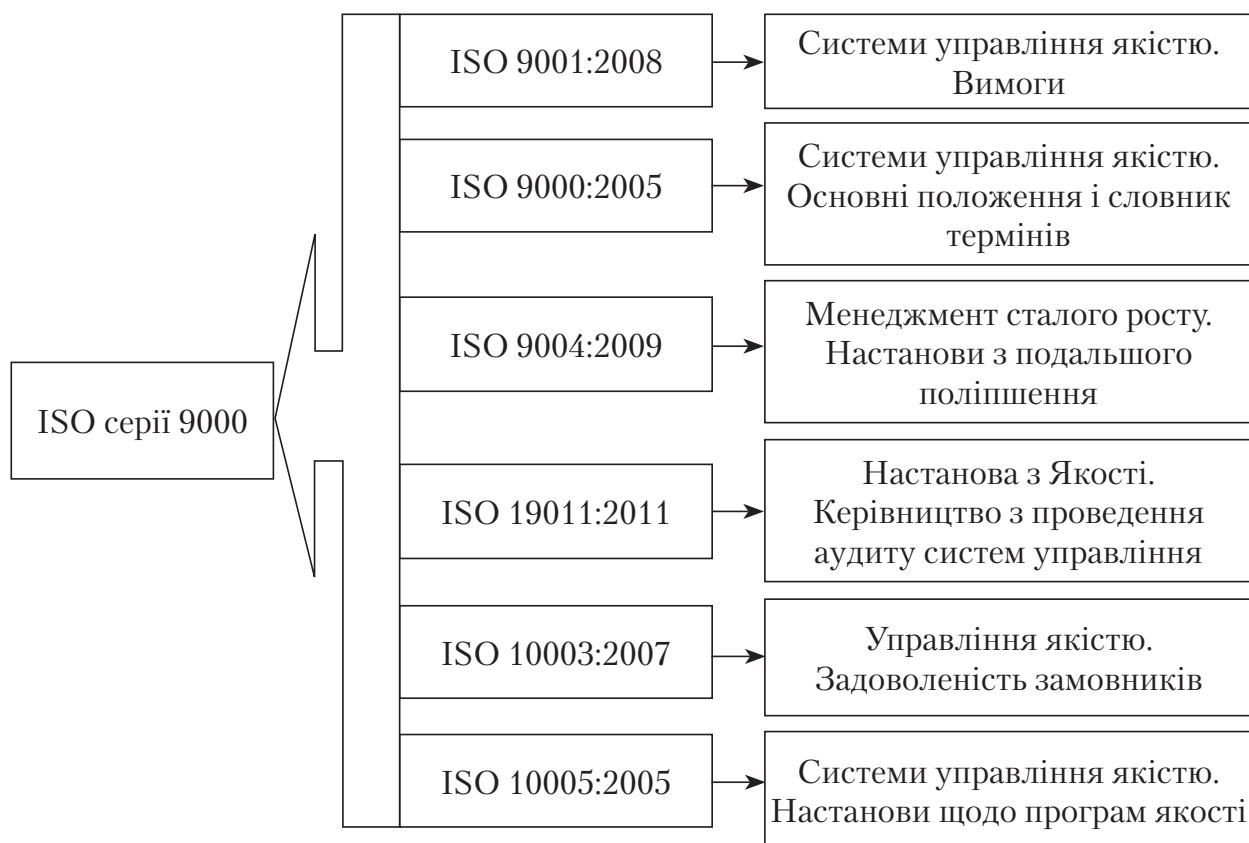 ISO серії 9000
ISO 9001:2008
Системи управління якістю.
Вимоги
ISO 9000:2005
Системи управління якістю.
Основні положення і словник
термінів
ISO 9004:2009
Менеджмент сталого росту.
Настанови з подальшого
поліпшення
ISO 19011:2011
Настанова з Якості.
Керівництво з проведення
аудиту систем управління
ISO 10003:2007
Управління якістю.
Задоволеність замовників
ISO 10005:2005
Системи управління якістю.
Настанови щодо програм якості